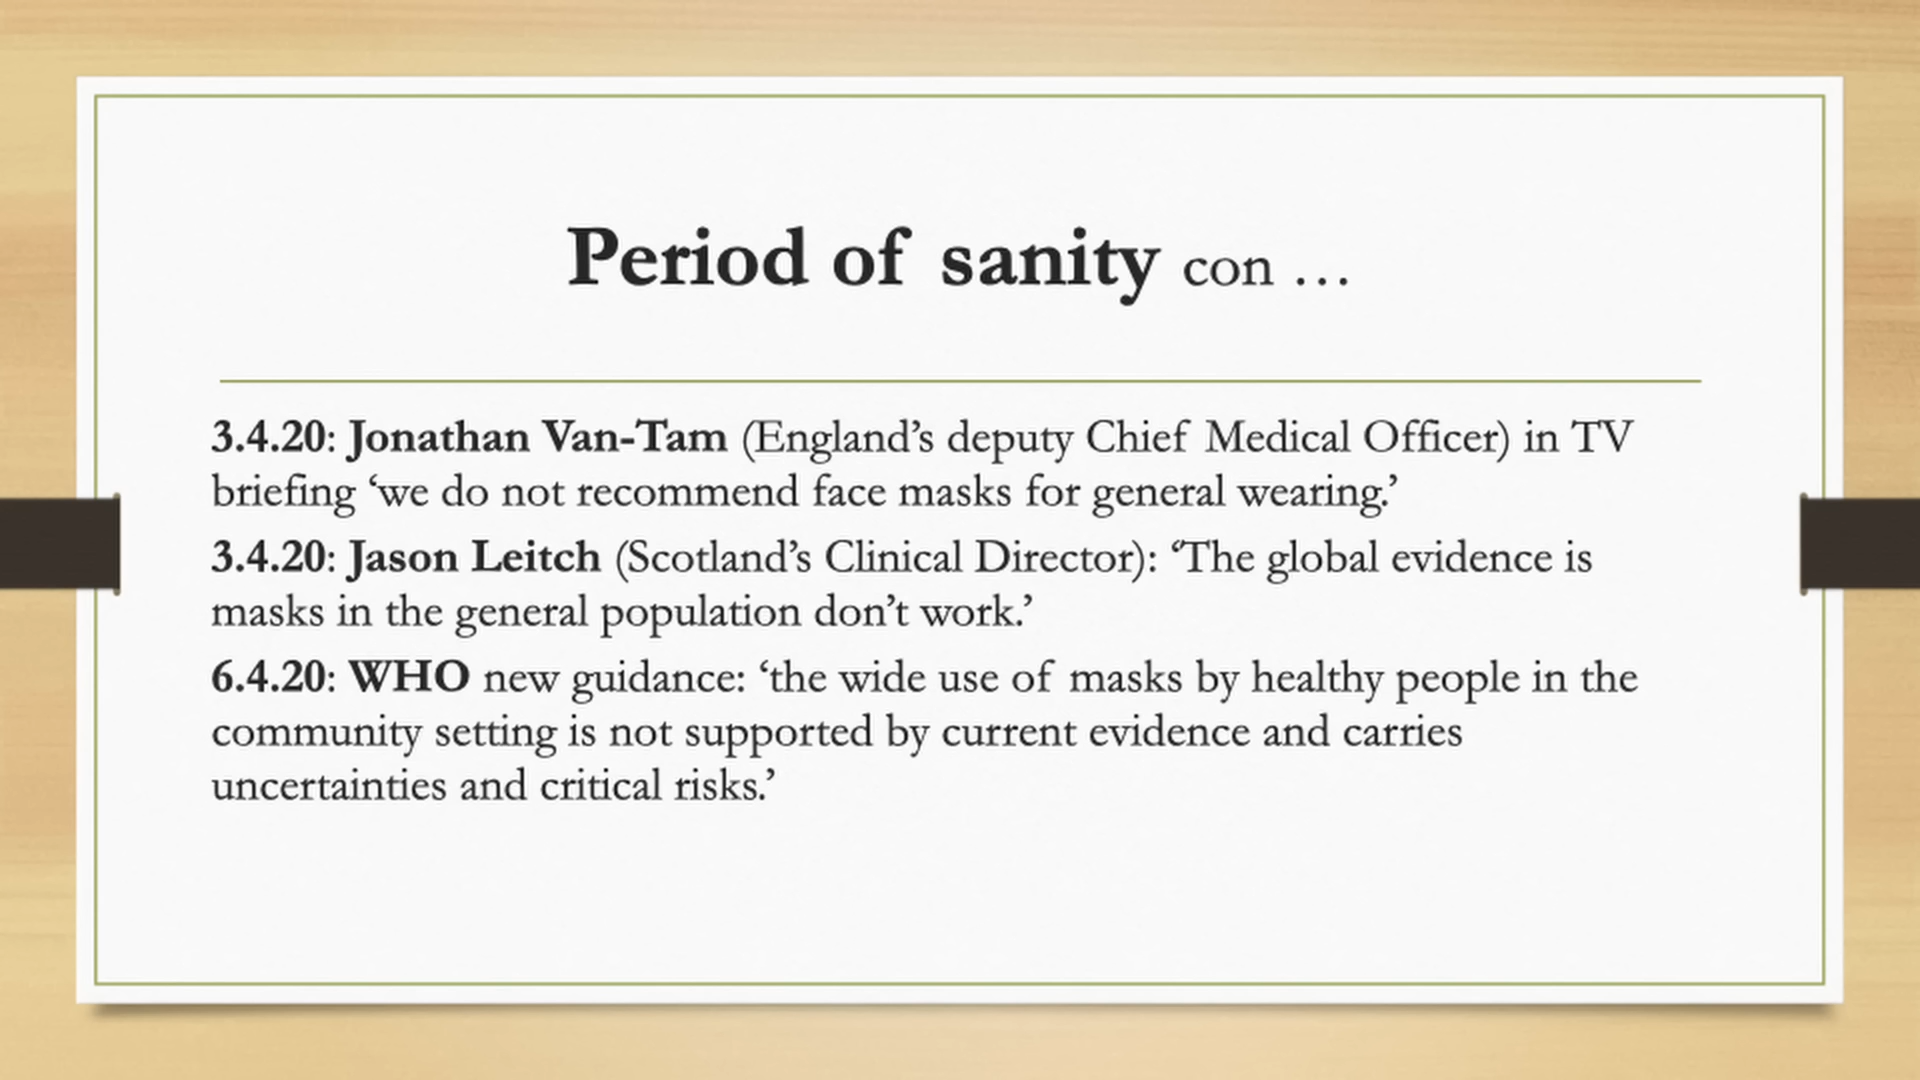 Period of sanity con …
3.4.20: Jonathan Van-Tam (England’s deputy Chief Medical Officer) in TV
briefing ‘we do not recommend face masks for general wearing.’
3.4.20: Jason Leitch (Scotland’s Clinical Director): ‘The global evidence is
masks in the general population don’t work.’
6.4.20: WHO new guidance: ‘the wide use of masks by healthy people in the
community setting is not supported by current evidence and carries
uncertainties and critical risks.’